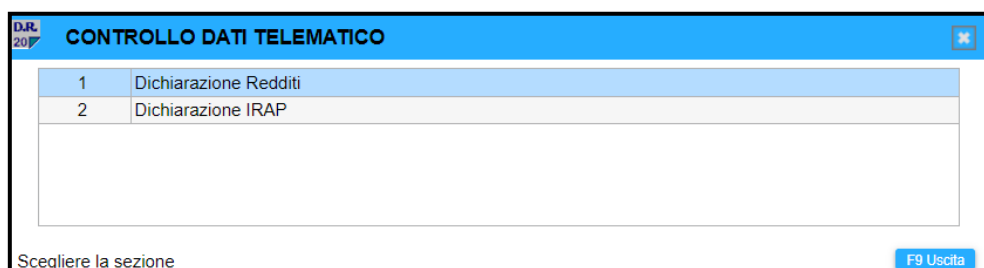 D.R.
20
CONTROLLO DATI TELEMATICO
1 Dichiarazione Redditi
2 Dichiarazione IRAP
Scegliere la sezione
F9 Uscita